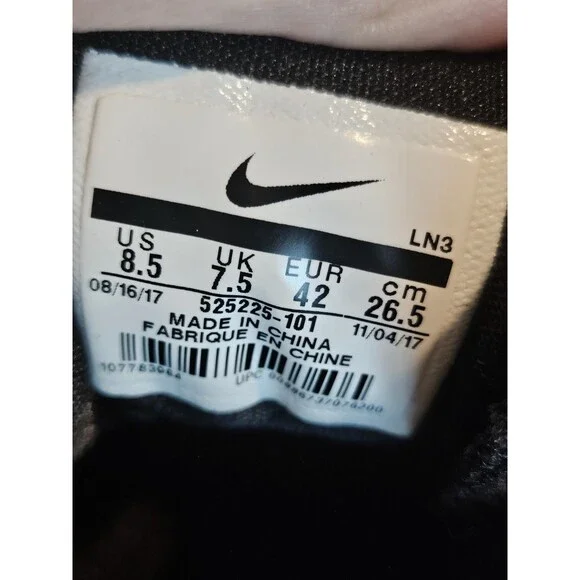 LN3
US UK EUR cm
8.5 7.5 42 26.5
08/16/17 525225-101 11/04/17
MADE IN CHINA
FABRIQUE EN CHINE
UPC